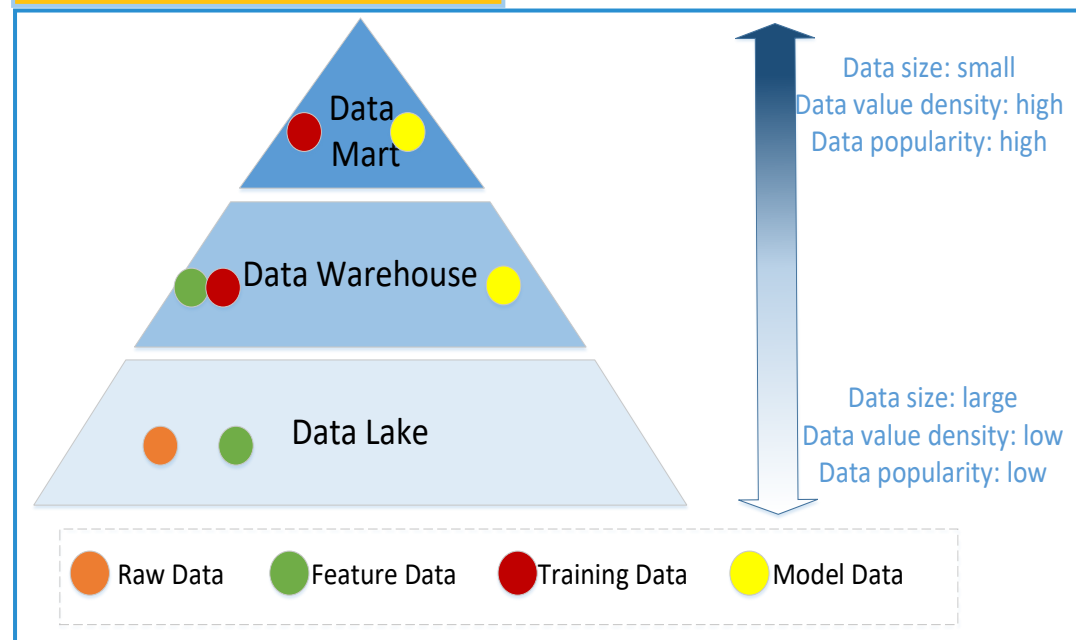 Data
Mart
Data Warehouse
Data Lake
Data size: small
Data value density: high
Data popularity: high
Data size: large
Data value density: low
Data popularity: low
Raw Data
Feature Data
Training Data
Model Data